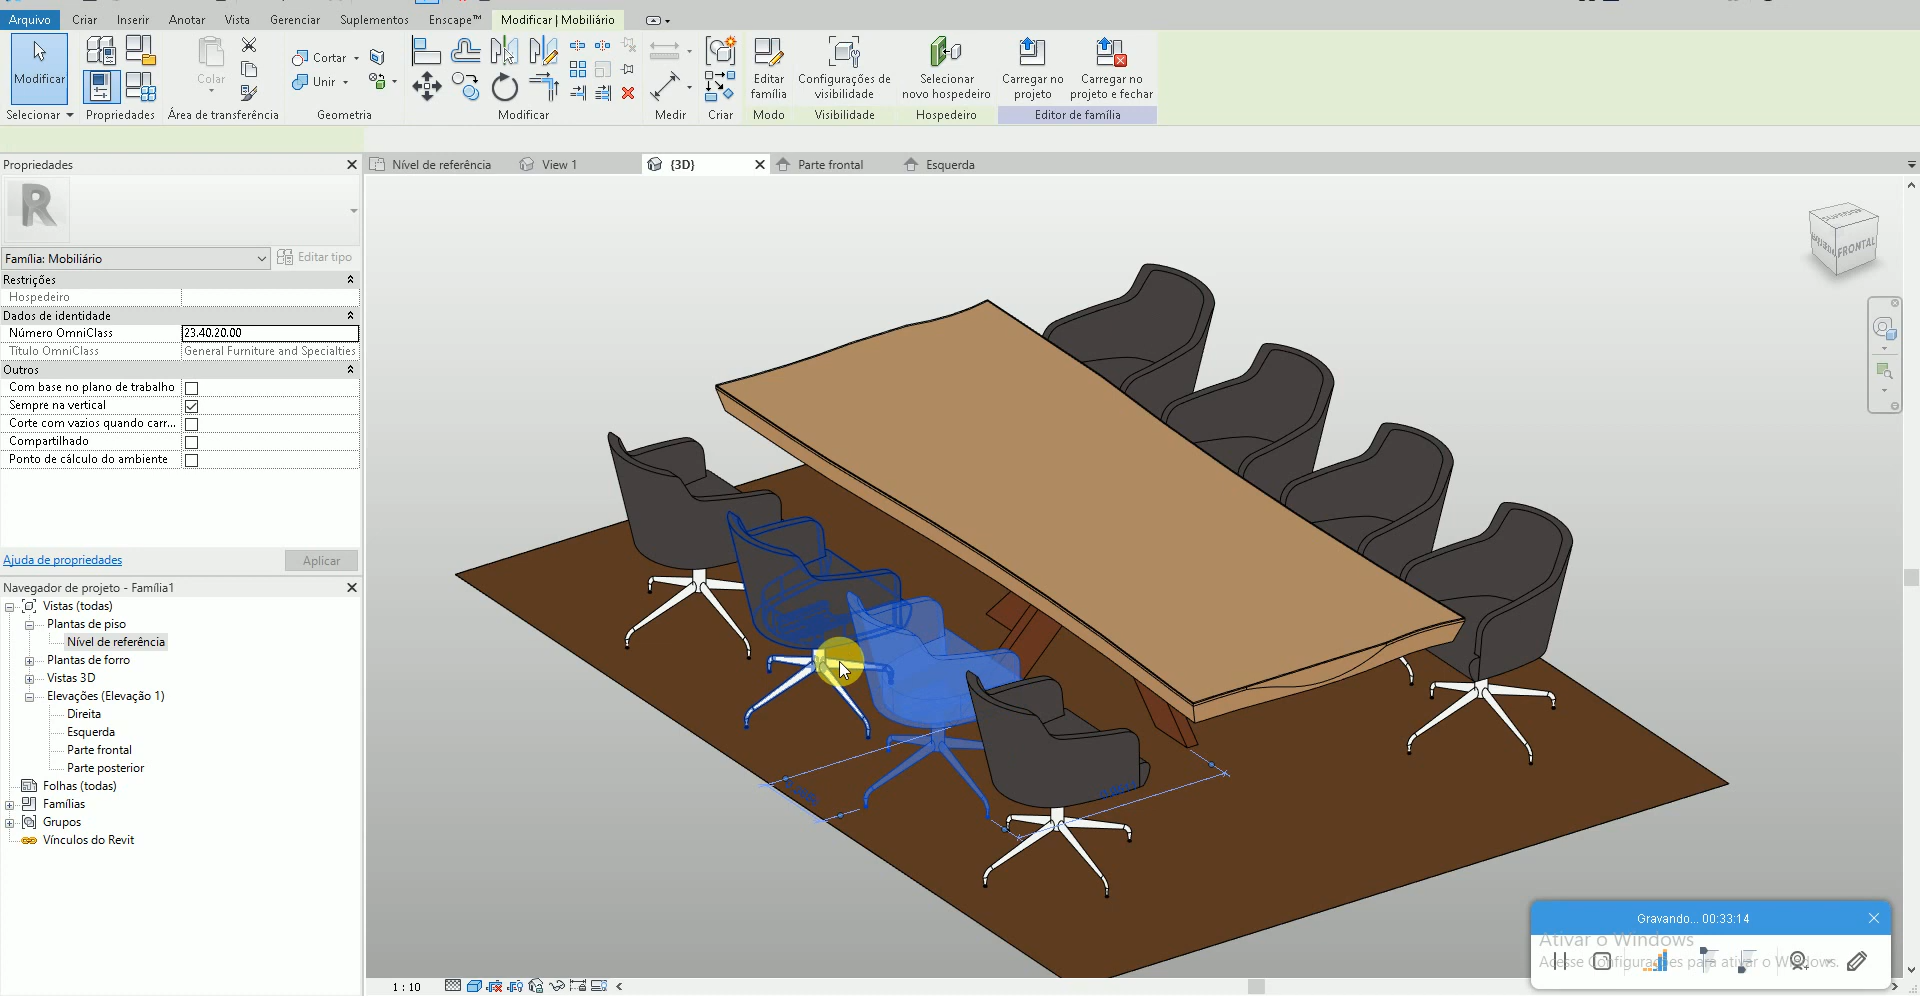 Arquivo Criar Inserir Anotar Vista Gerenciar Suplementos Enscape™ Modificar | Mobiliário
Modificar
Colar
Cortar
Unir
Editar família
Configurações de visibilidade
Selecionar novo hospedeiro
Carregar no projeto
Carregar no projeto e fechar
Selecionar Propriedades Área de transferência Geometria Modificar Medir Criar Modo Visibilidade Hospedeiro Editor de família
Propriedades
Nível de referência View 1 {3D} Parte frontal Esquerda
R
Família: Mobiliário Editar tipo
Restrições
Hospedeiro
Dados de identidade
Número OmniClass 23.40.20.00
Título OmniClass General Furniture and Specialties
Outros
Com base no plano de trabalho
Sempre na vertical
Corte com vazios quando carr...
Compartilhado
Ponto de cálculo do ambiente
Ajuda de propriedades Aplicar
Navegador de projeto - Família1
Vistas (todas)
Plantas de piso
Nível de referência
Plantas de forro
Vistas 3D
Elevações (Elevação 1)
Direita
Esquerda
Parte frontal
Parte posterior
Folhas (todas)
Famílias
Grupos
Vínculos do Revit
SUPERIOR
FRONTAL
Gravando... 00:33:14
Ativar o Windows
Acesse Configurações para ativar o Windows.
1 : 10